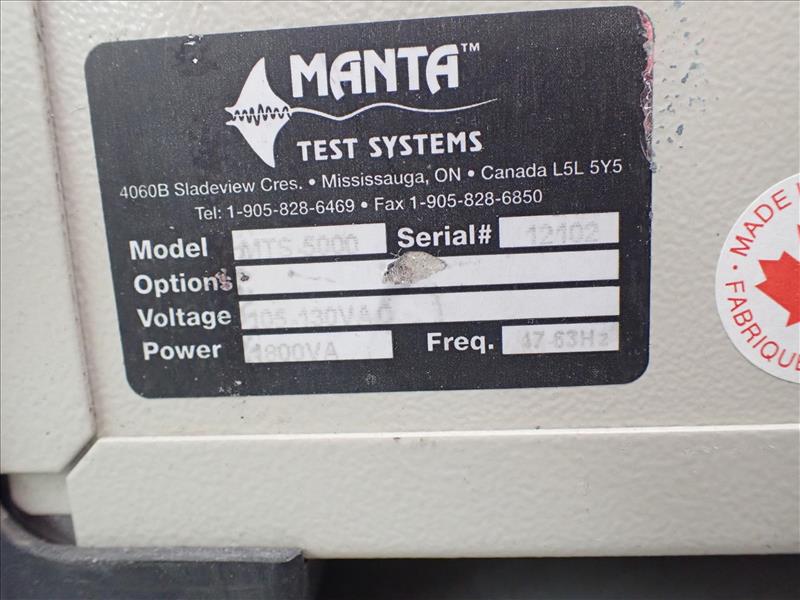 MANTA™
TEST SYSTEMS
4060B Sladeview Cres. • Mississauga, ON • Canada L5L 5Y5
Tel: 1-905-828-6469 • Fax 1-905-828-6850
Model MTS 5000 Serial# 12102
Options
Voltage 105-130VAC
Power 1800VA Freq. 47-63Hz
• MADE
FABRIQU